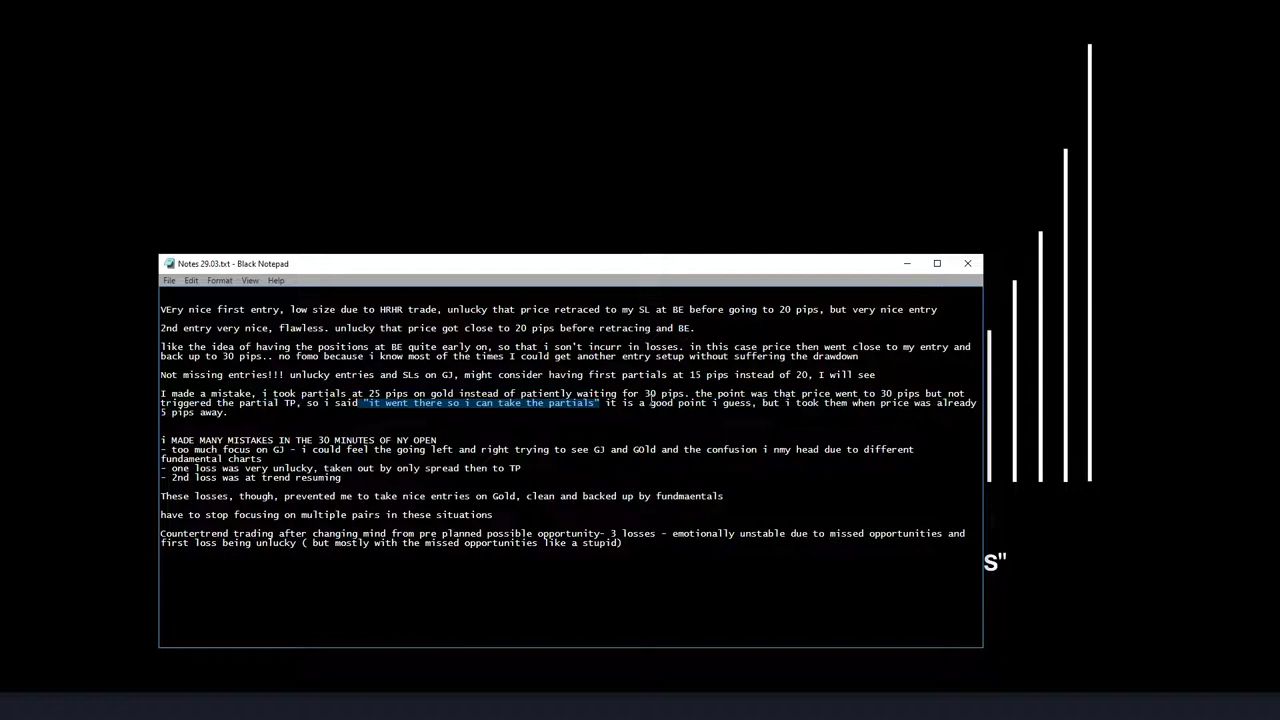 Notes 29.03.txt - Black Notepad
File Edit Format View Help
VEry nice first entry, low size due to HRHR trade, unlucky that price retraced to my SL at BE before going to 20 pips, but very nice entry
2nd entry very nice, flawless. unlucky that price got close to 20 pips before retracing and BE.
like the idea of having the positions at BE quite early on, so that i son't incurr in losses. in this case price then went close to my entry and
back up to 30 pips.. no fomo because i know most of the times I could get another entry setup without suffering the drawdown
Not missing entries!!! unlucky entries and SLs on GJ, might consider having first partials at 15 pips instead of 20, I will see
I made a mistake, i took partials at 25 pips on gold instead of patiently waiting for 30 pips. the point was that price went to 30 pips but not
triggered the partial TP, so i said "it went there so i can take the partials" it is a good point i guess, but i took them when price was already
5 pips away.
i MADE MANY MISTAKES IN THE 30 MINUTES OF NY OPEN
- too much focus on GJ - i could feel the going left and right trying to see GJ and GOld and the confusion i nmy head due to different
fundamental charts
- one loss was very unlucky, taken out by only spread then to TP
- 2nd loss was at trend resuming
These losses, though, prevented me to take nice entries on Gold, clean and backed up by fundmaentals
have to stop focusing on multiple pairs in these situations
Countertrend trading after changing mind from pre planned possible opportunity- 3 losses - emotionally unstable due to missed opportunities and
first loss being unlucky ( but mostly with the missed opportunities like a stupid)
S"